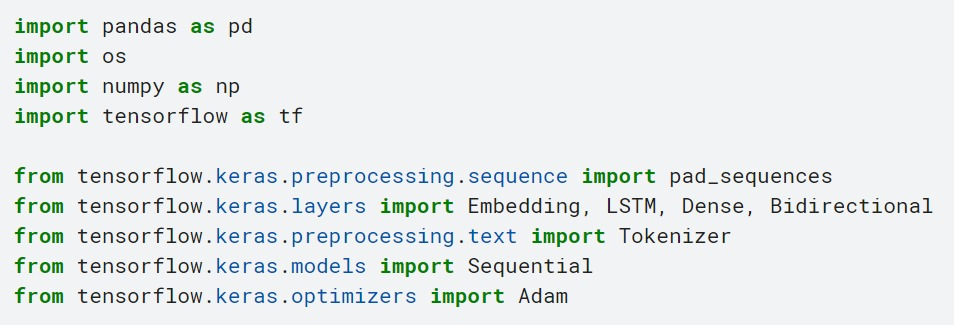 import pandas as pd
import os
import numpy as np
import tensorflow as tf
from tensorflow.keras.preprocessing.sequence import pad_sequences
from tensorflow.keras.layers import Embedding, LSTM, Dense, Bidirectional
from tensorflow.keras.preprocessing.text import Tokenizer
from tensorflow.keras.models import Sequential
from tensorflow.keras.optimizers import Adam